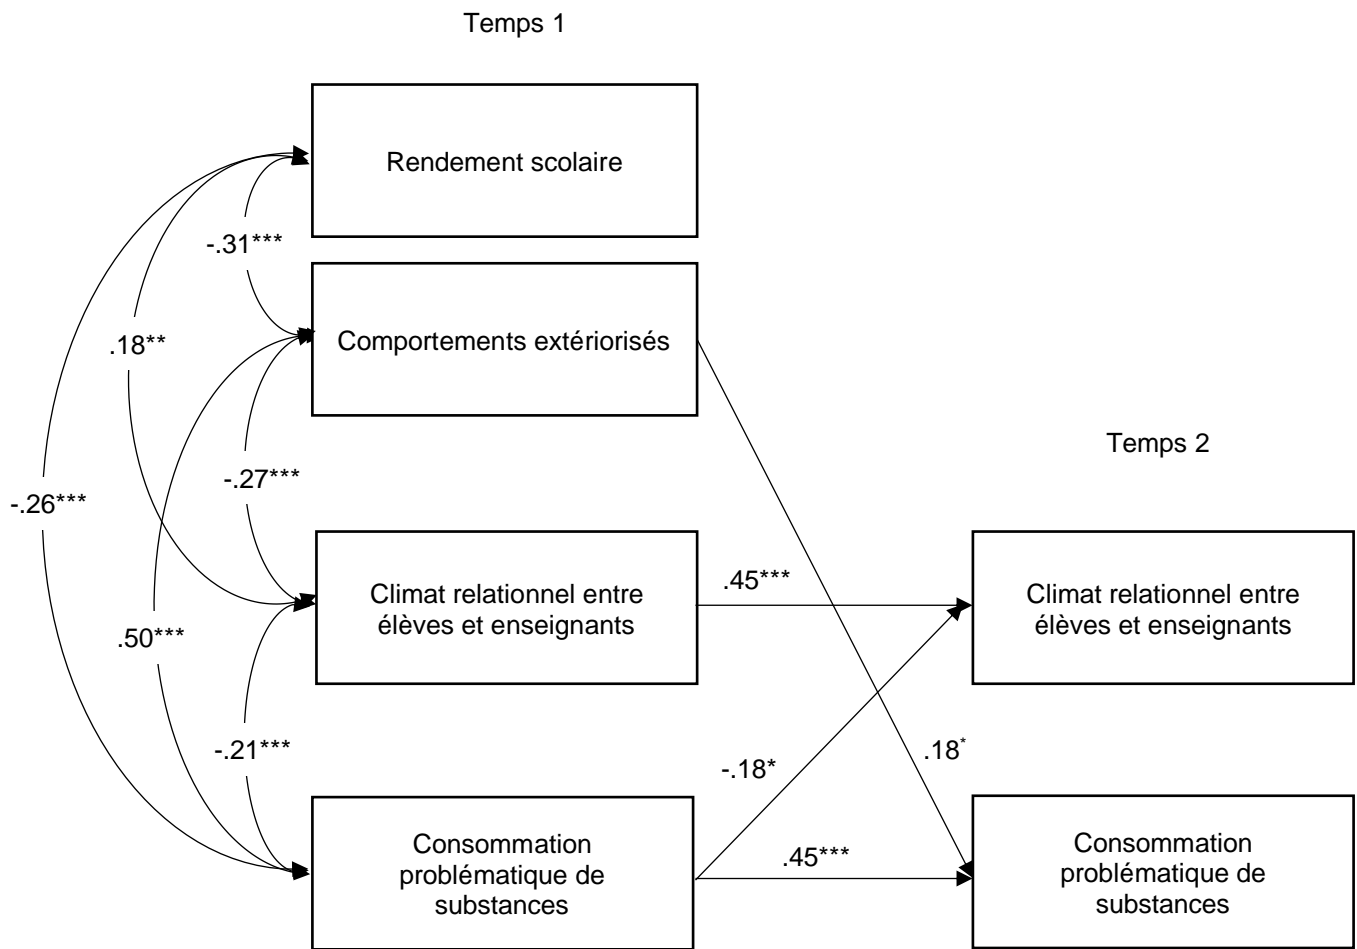 Temps 1
Rendement scolaire
-.31***
Comportements extériorisés
.18**
Temps 2
-.27***
-.26***
.45***
Climat relationnel entre
élèves et enseignants
Climat relationnel entre
élèves et enseignants
.50***
-.21***
-.18*
.18*
Consommation
problématique de
substances
.45***
Consommation
problématique de
substances